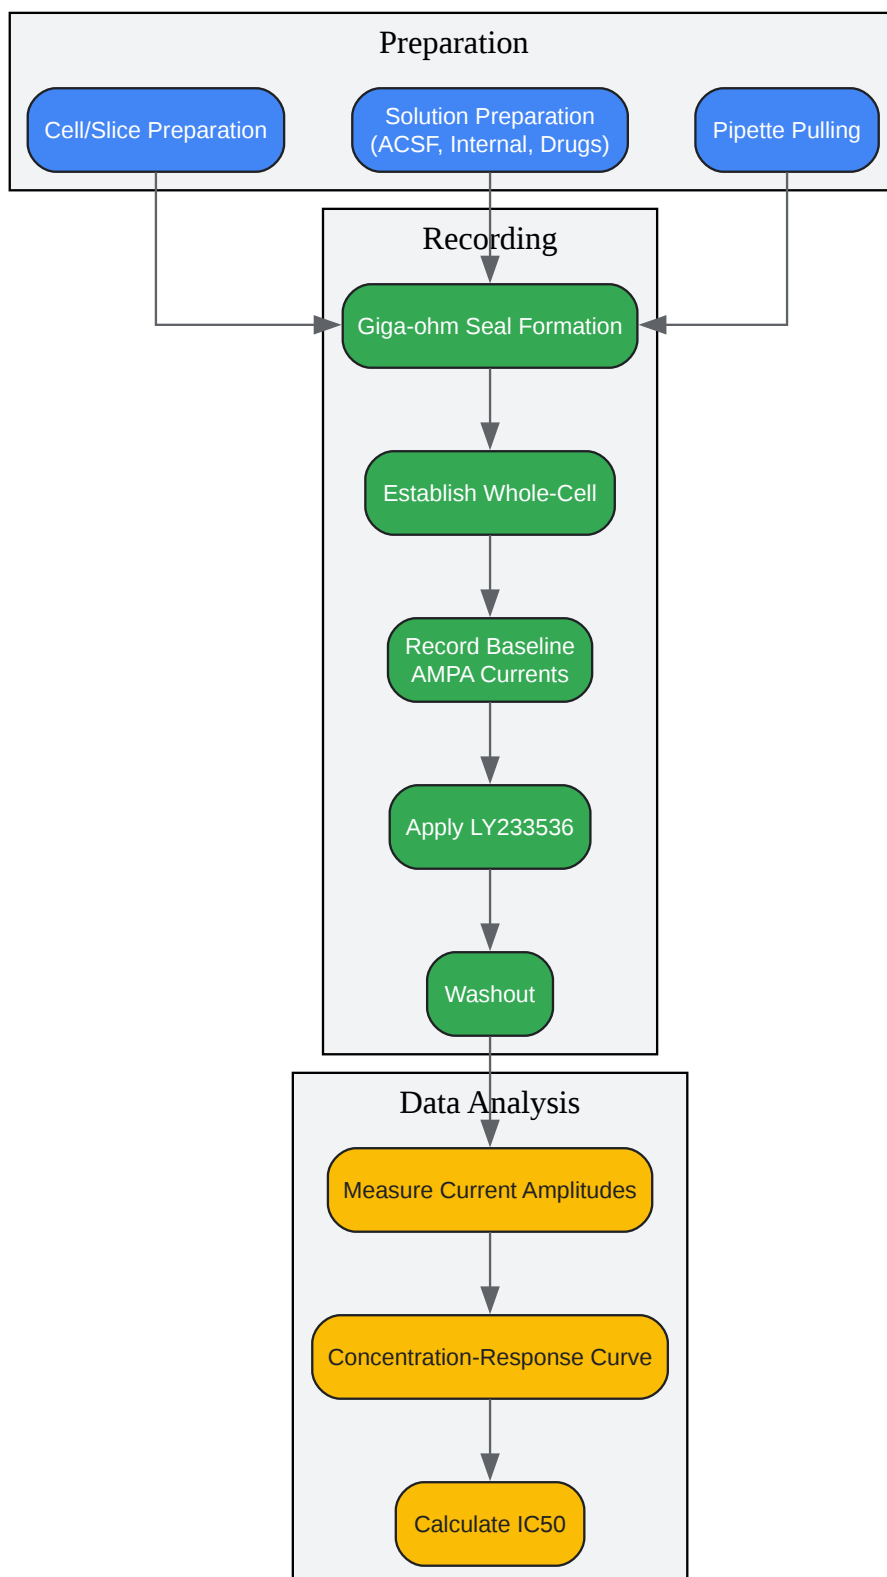 Preparation
Cell/Slice Preparation
Solution Preparation
(ACSF, Internal, Drugs)
Pipette Pulling
Recording
Giga-ohm Seal Formation
Establish Whole-Cell
Record Baseline
AMPA Currents
Apply LY233536
Washout
Data Analysis
Measure Current Amplitudes
Concentration-Response Curve
Calculate IC50